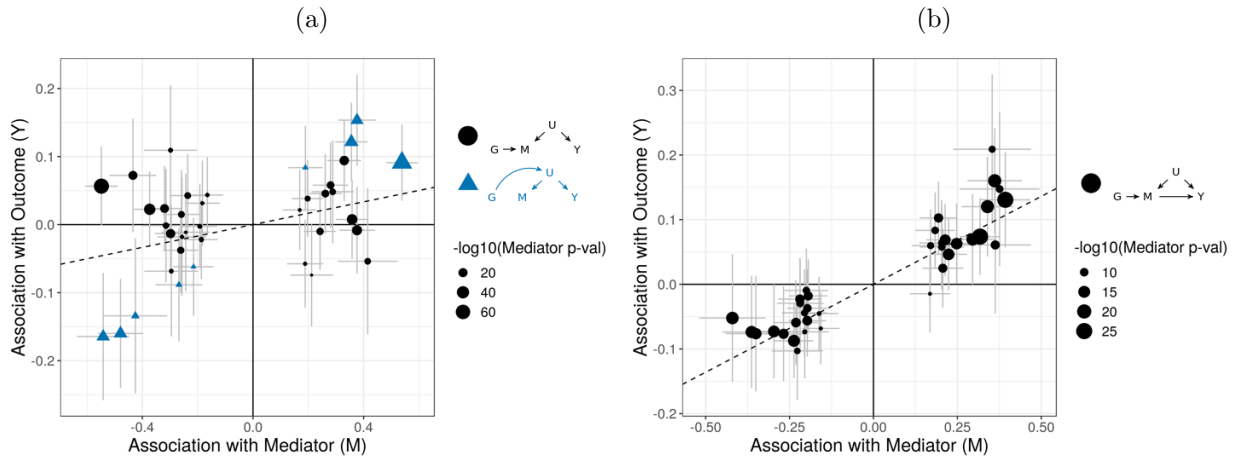 (a)
0.2
0.1
0.0
-0.1
-0.2
Association with Outcome (Y)
-0.4
0.0
0.4
Association with Mediator (M)
U
G
M
Y
U
G
M
Y
-log10(Mediator p-val)
20
40
60
(b)
0.3
0.2
0.1
0.0
-0.1
-0.2
Association with Outcome (Y)
-0.50
-0.25
0.00
0.25
0.50
Association with Mediator (M)
U
G
M
Y
-log10(Mediator p-val)
10
15
20
25